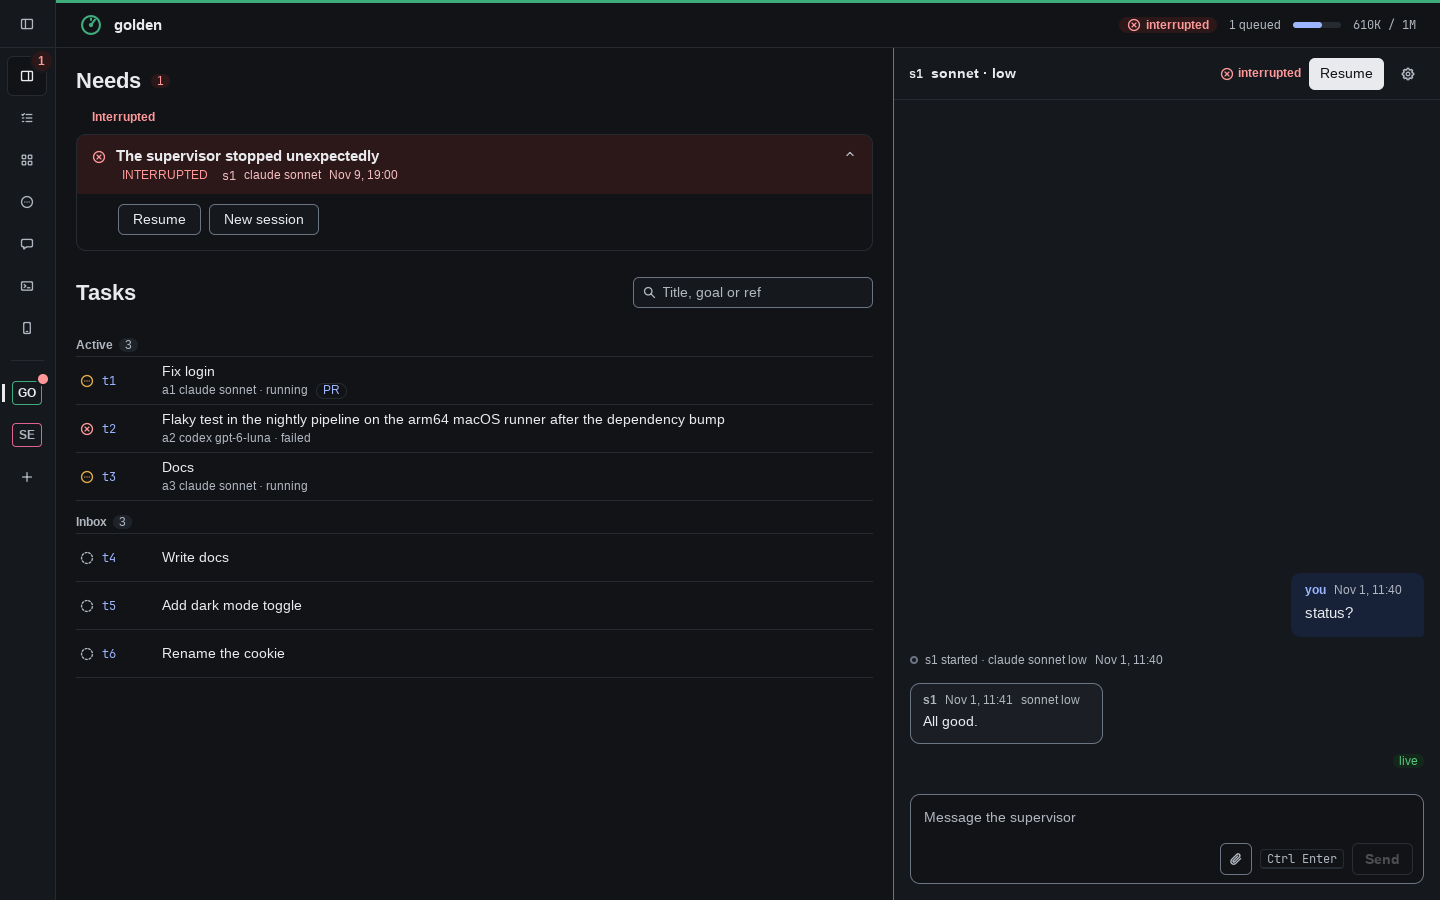 golden
interrupted 1 queued 610K / 1M
1
Needs 1
Interrupted
The supervisor stopped unexpectedly
INTERRUPTED s1 claude sonnet Nov 9, 19:00
Resume New session
Tasks
Title, goal or ref
Active 3
t1 Fix login
a1 claude sonnet · running PR
t2 Flaky test in the nightly pipeline on the arm64 macOS runner after the dependency bump
a2 codex gpt-6-luna · failed
t3 Docs
a3 claude sonnet · running
Inbox 3
t4 Write docs
t5 Add dark mode toggle
t6 Rename the cookie
GO
SE
s1 sonnet · low interrupted Resume
you Nov 1, 11:40
status?
s1 started · claude sonnet low Nov 1, 11:40
s1 Nov 1, 11:41 sonnet low
All good.
live
Message the supervisor
Ctrl Enter Send